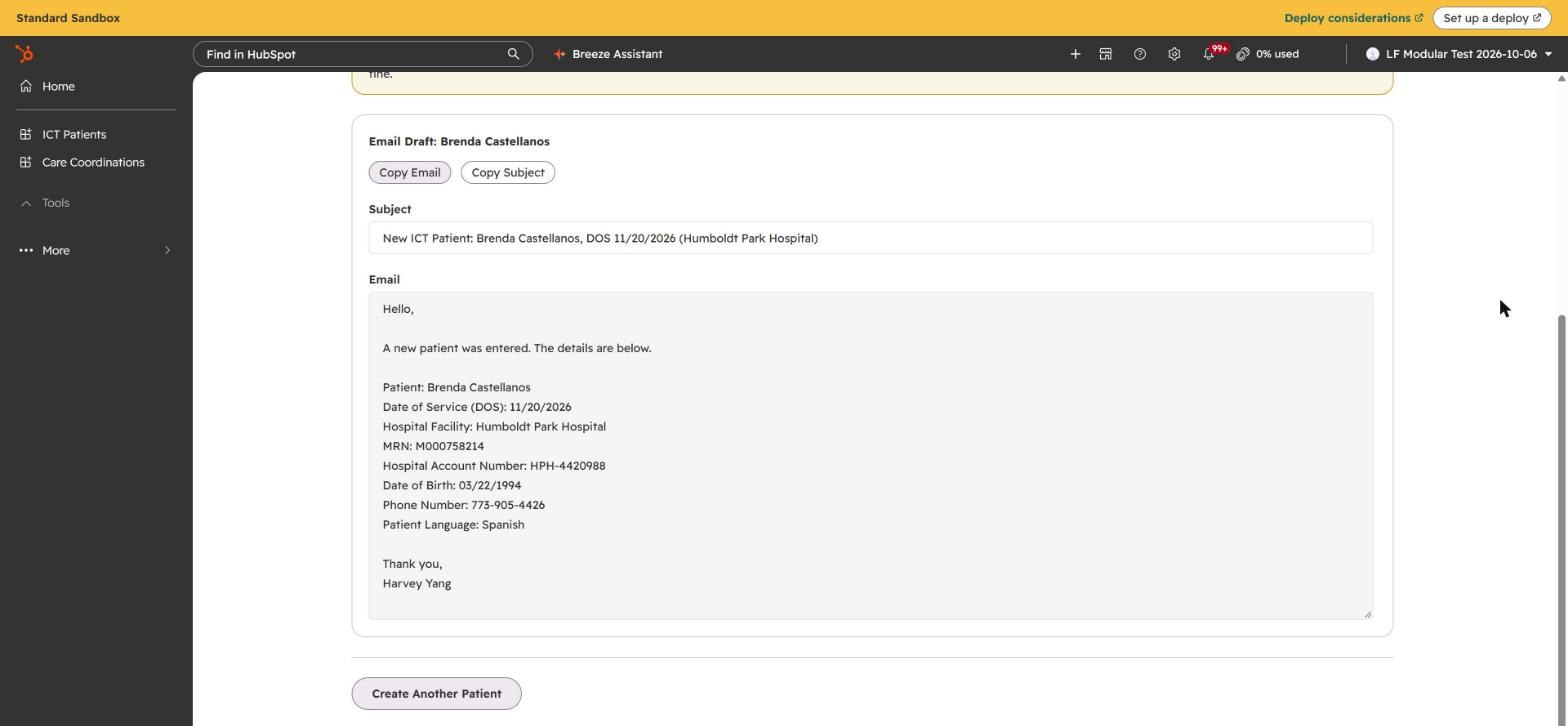 Standard Sandbox
Deploy considerations
Set up a deploy
Find in HubSpot
Breeze Assistant
99+
0% used
LF Modular Test 2026-10-06
Home
ICT Patients
Care Coordinations
Tools
More
fine.
Email Draft: Brenda Castellanos
Copy Email
Copy Subject
Subject
New ICT Patient: Brenda Castellanos, DOS 11/20/2026 (Humboldt Park Hospital)
Email
Hello,
A new patient was entered. The details are below.
Patient: Brenda Castellanos
Date of Service (DOS): 11/20/2026
Hospital Facility: Humboldt Park Hospital
MRN: M000758214
Hospital Account Number: HPH-4420988
Date of Birth: 03/22/1994
Phone Number: 773-905-4426
Patient Language: Spanish
Thank you,
Harvey Yang
Create Another Patient